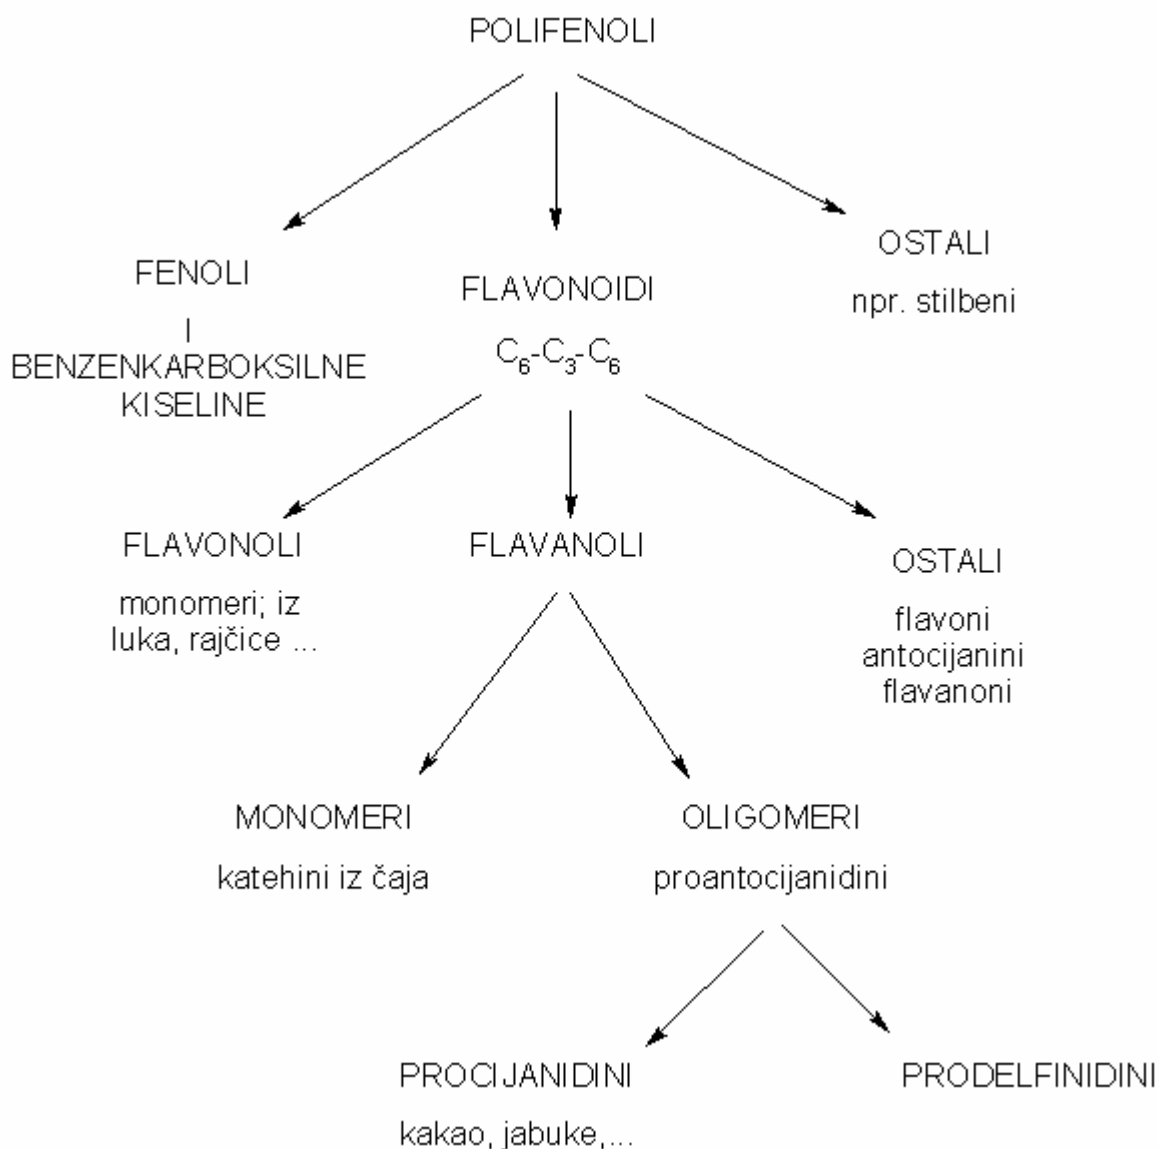 POLIFENOLI
FENOLI
I
BENZENKARBOKSILNE
KISELINE
FLAVONOIDI
C₆-C₃-C₆
OSTALI
npr. stilbeni
FLAVONOLI
monomeri; iz
luka, rajčice ...
FLAVANOLI
OSTALI
flavoni
antocijanini
flavanoni
MONOMERI
katehini iz čaja
OLIGOMERI
proantocijanidini
PROCIJANIDINI
kakao, jabuke,...
PRODELFINIDINI